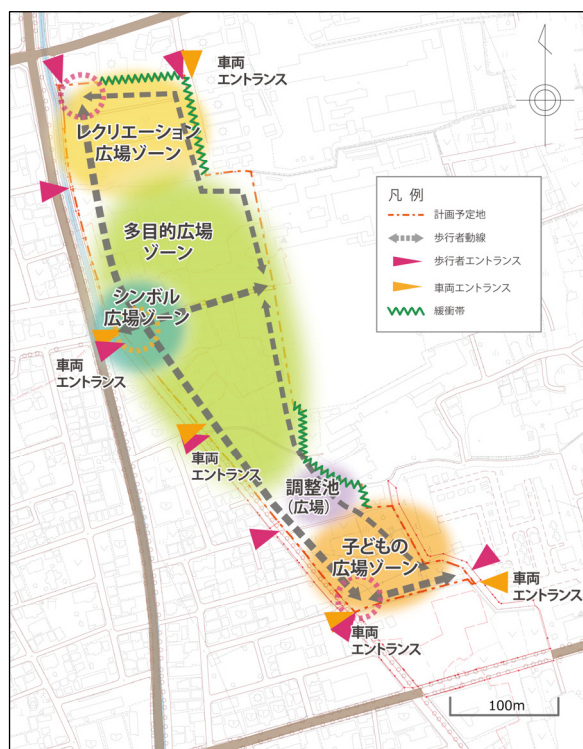 車両
エントランス
レクリエーション
広場ゾーン
凡 例
計画予定地
歩行者動線
歩行者エントランス
車両エントランス
緩衝帯
多目的広場
ゾーン
シンボル
広場ゾーン
車両
エントランス
車両
エントランス
調整池
(広場)
子どもの
広場ゾーン
車両
エントランス
車両
エントランス
100m